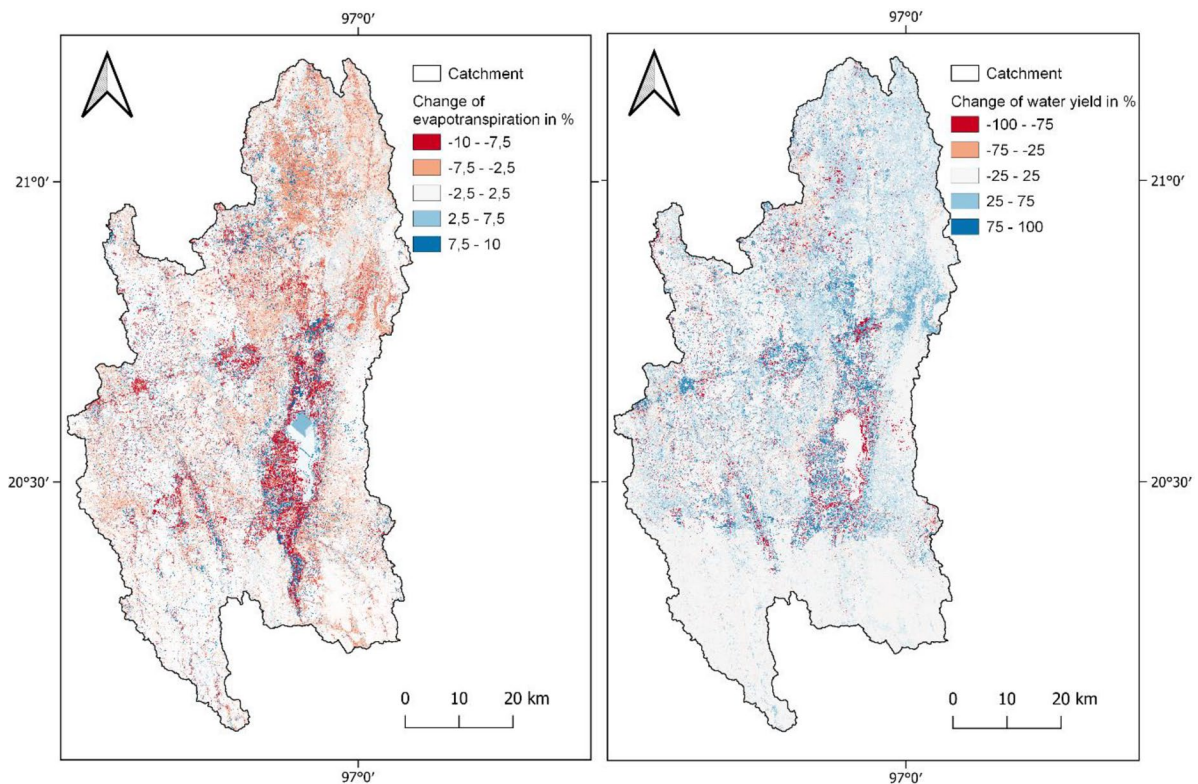 97°0′
97°0′
Catchment
Change of
evapotranspiration in %
-10 - -7,5
-7,5 - -2,5
-2,5 - 2,5
2,5 - 7,5
7,5 - 10
Catchment
Change of water yield in %
-100 - -75
-75 - -25
-25 - 25
25 - 75
75 - 100
21°0′
21°0′
20°30′
20°30′
0 10 20 km
0 10 20 km
97°0′
97°0′